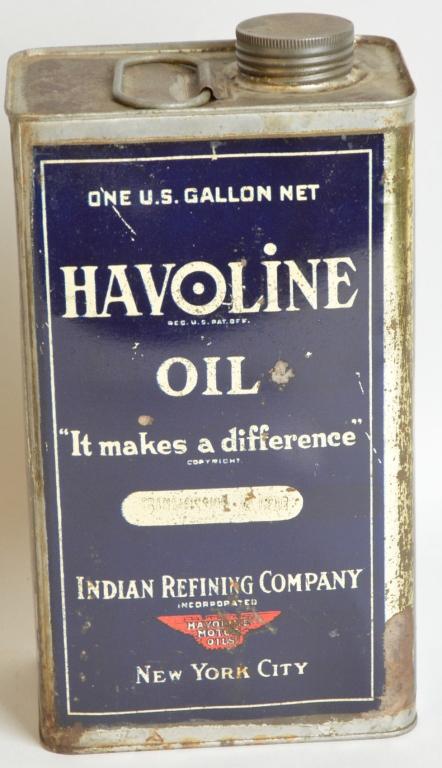 ONE U.S. GALLON NET
HAVOLINE
REG. U.S. PAT. OFF.
OIL
"It makes a difference"
COPYRIGHT.
INDIAN REFINING COMPANY
INCORPORATED
HAVOLINE
MOTOR
OILS
NEW YORK CITY